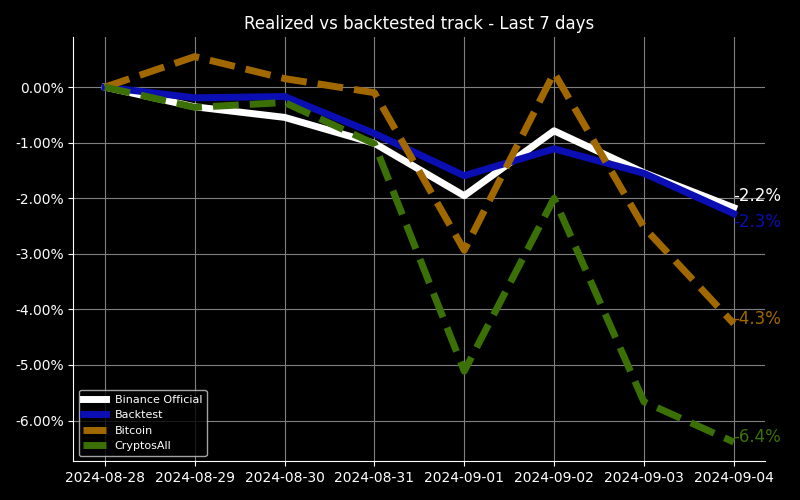 Realized vs backtested track - Last 7 days
0.00%
-1.00%
-2.00%
-3.00%
-4.00%
-5.00%
-6.00%
-2.2%
-2.3%
-4.3%
-6.4%
Binance Official
Backtest
Bitcoin
CryptosAll
2024-08-28 2024-08-29 2024-08-30 2024-08-31 2024-09-01 2024-09-02 2024-09-03 2024-09-04